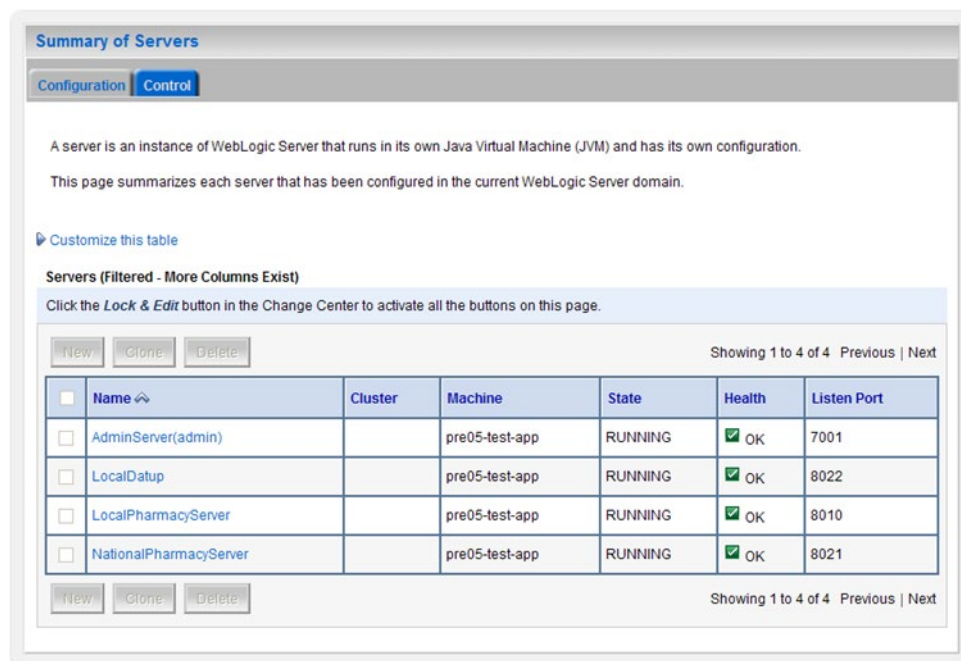 Summary of Servers
Configuration Control
A server is an instance of WebLogic Server that runs in its own Java Virtual Machine (JVM) and has its own configuration.
This page summarizes each server that has been configured in the current WebLogic Server domain.
Customize this table
Servers (Filtered - More Columns Exist)
Click the Lock & Edit button in the Change Center to activate all the buttons on this page.
New Clone Delete Showing 1 to 4 of 4 Previous | Next
Name Cluster Machine State Health Listen Port
AdminServer(admin) pre05-test-app RUNNING OK 7001
LocalDatup pre05-test-app RUNNING OK 8022
LocalPharmacyServer pre05-test-app RUNNING OK 8010
NationalPharmacyServer pre05-test-app RUNNING OK 8021
New Clone Delete Showing 1 to 4 of 4 Previous | Next